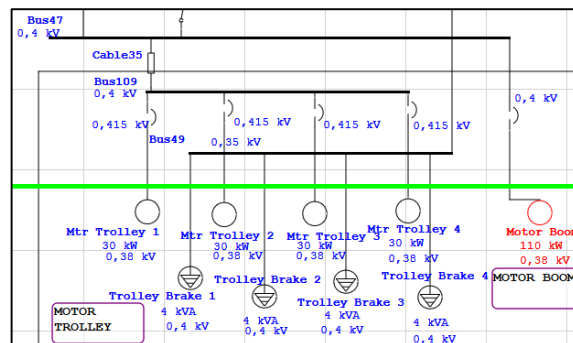 Bus47
0,4 kV
Cable35
Bus109
0,4 kV
0,4 kV
0,415 kV
0,415 kV
0,415 kV
0,415 kV
Bus49
0,35 kV
Mtr Trolley 1
30 kW
0,38 kV
Mtr Trolley 2
30 kW
0,38 kV
Mtr Trolley 3
30 kW
0,38 kV
Mtr Trolley 4
30 kW
0,38 kV
Motor Boom
110 kW
0,38 kV
Trolley Brake 1
4 kVA
0,4 kV
Trolley Brake 2
4 kVA
0,4 kV
Trolley Brake 3
4 kVA
0,4 kV
Trolley Brake 4
4 kVA
0,4 kV
MOTOR
TROLLEY
MOTOR BOOM